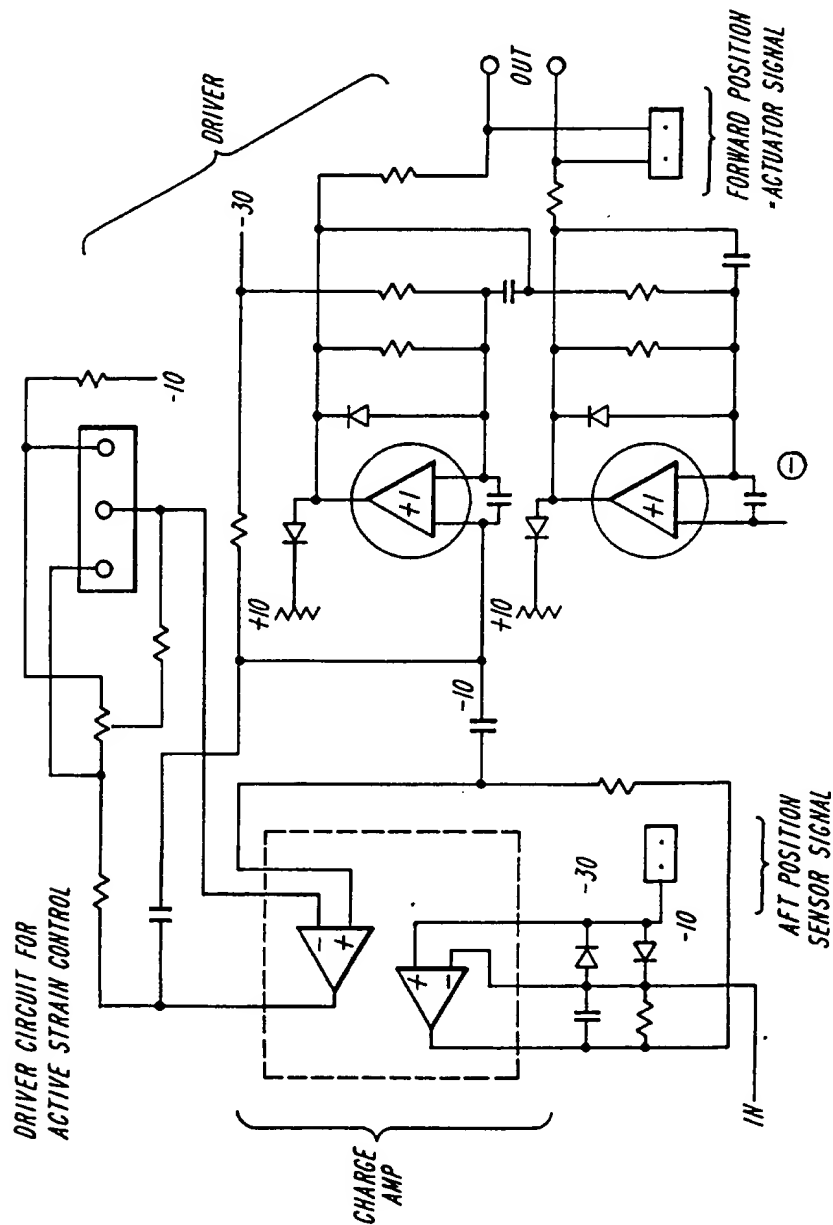 DRIVER CIRCUIT FOR
ACTIVE STRAIN CONTROL
DRIVER
-10
-30
CHARGE
AMP
-
+
+
-
-10
+10
+1
+10
+1
-
OUT
-30
-10
IN
AFT POSITION
SENSOR SIGNAL
FORWARD POSITION
=ACTUATOR SIGNAL